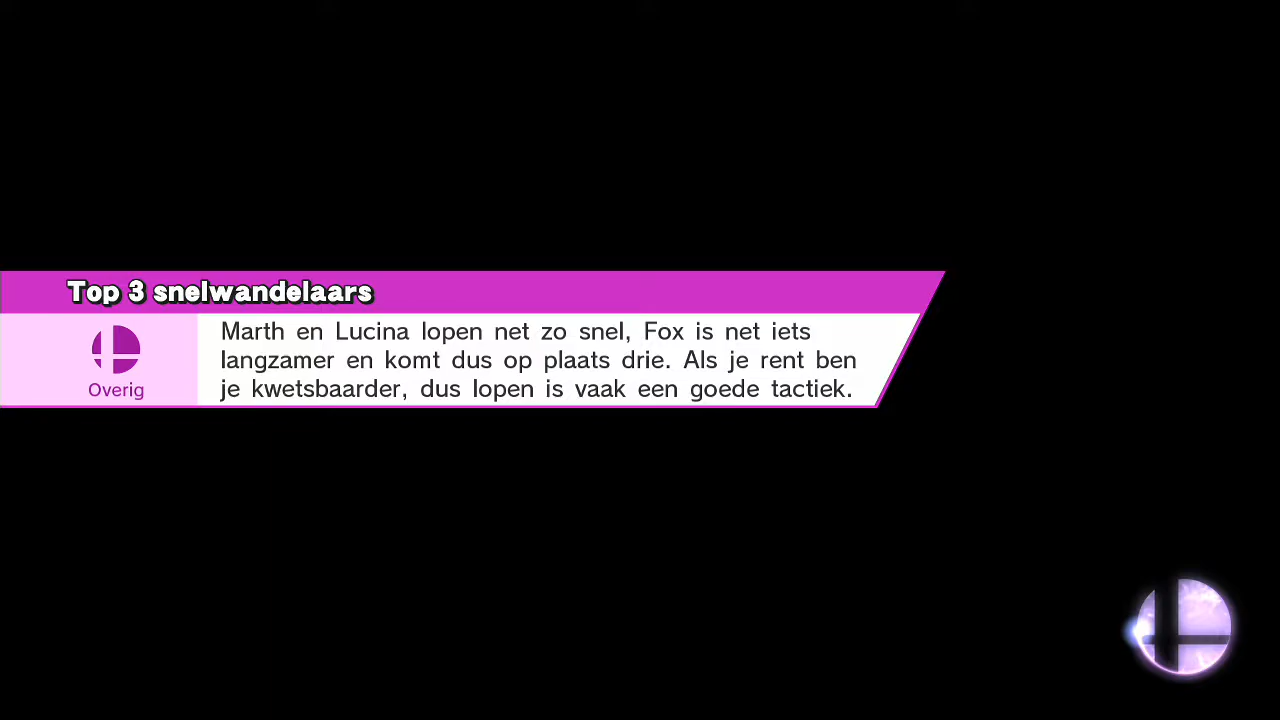 Top 3 snelwandelaars
Marth en Lucina lopen net zo snel, Fox is net iets
langzamer en komt dus op plaats drie. Als je rent ben
je kwetsbaarder, dus lopen is vaak een goede tactiek.
Overig